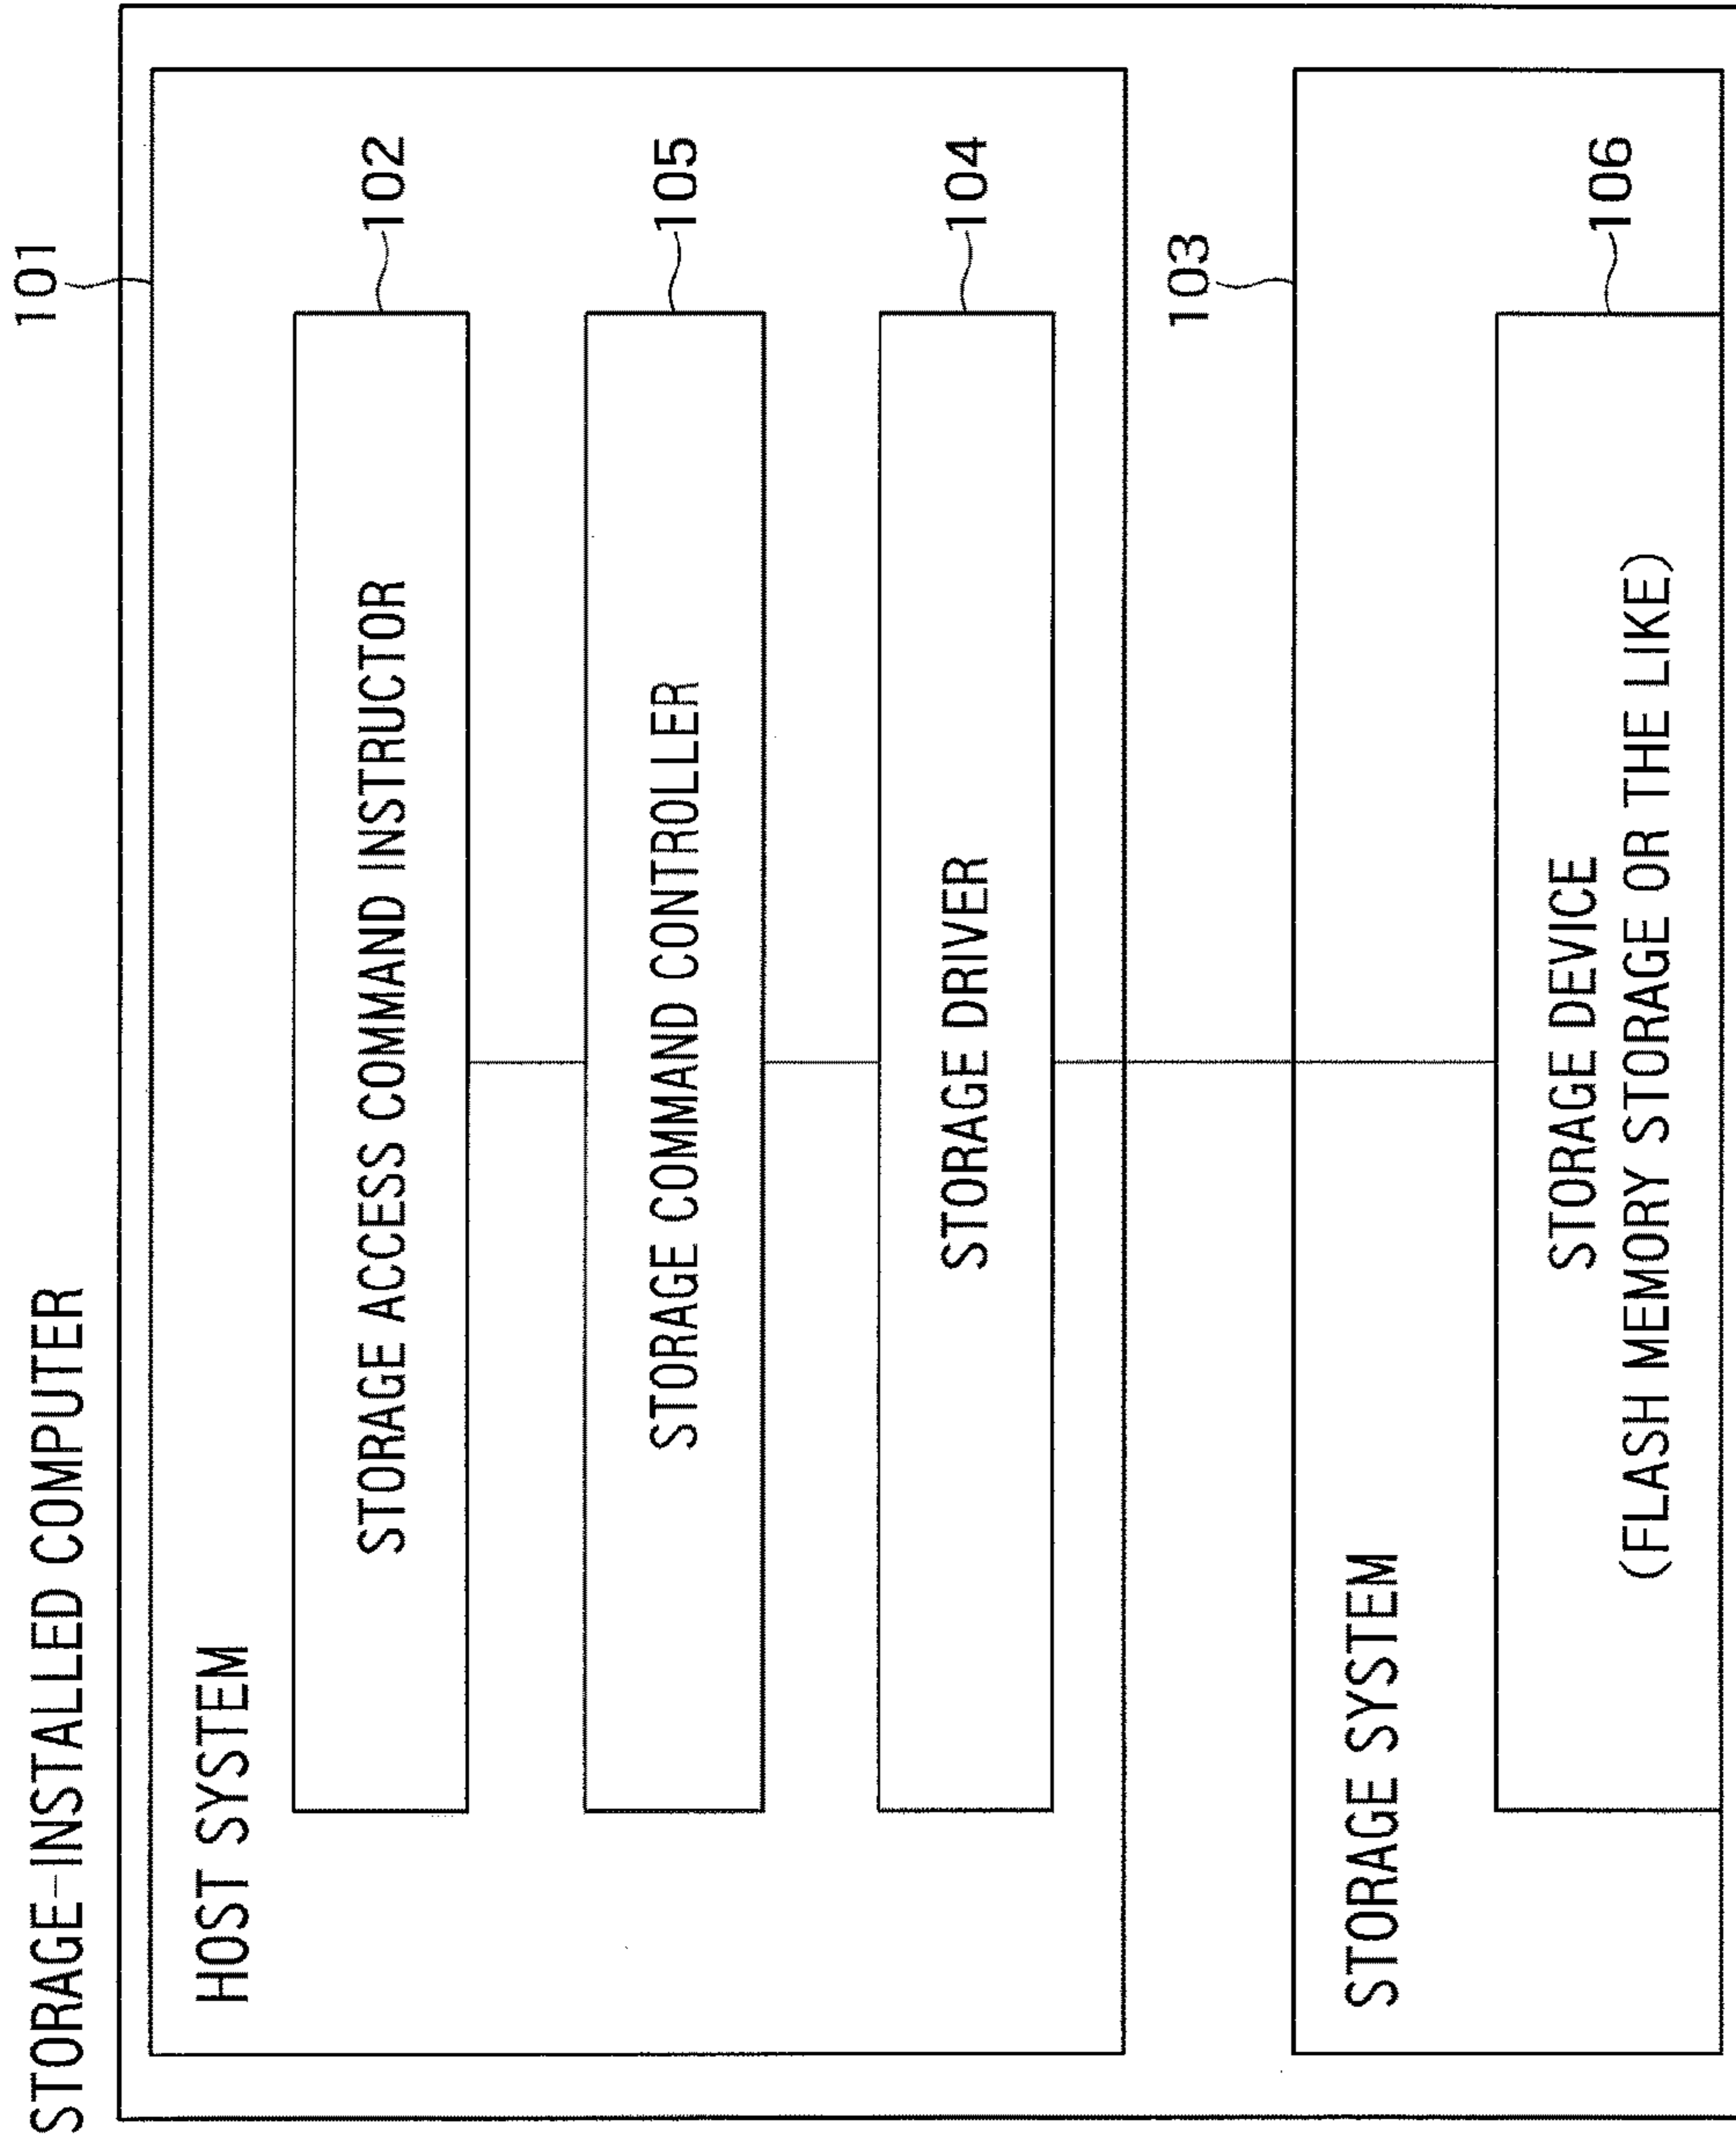 STORAGE-INSTALLED COMPUTER
101
HOST SYSTEM
STORAGE ACCESS COMMAND INSTRUCTOR
102
STORAGE COMMAND CONTROLLER
105
STORAGE DRIVER
104
103
STORAGE SYSTEM
STORAGE DEVICE
(FLASH MEMORY STORAGE OR THE LIKE)
106